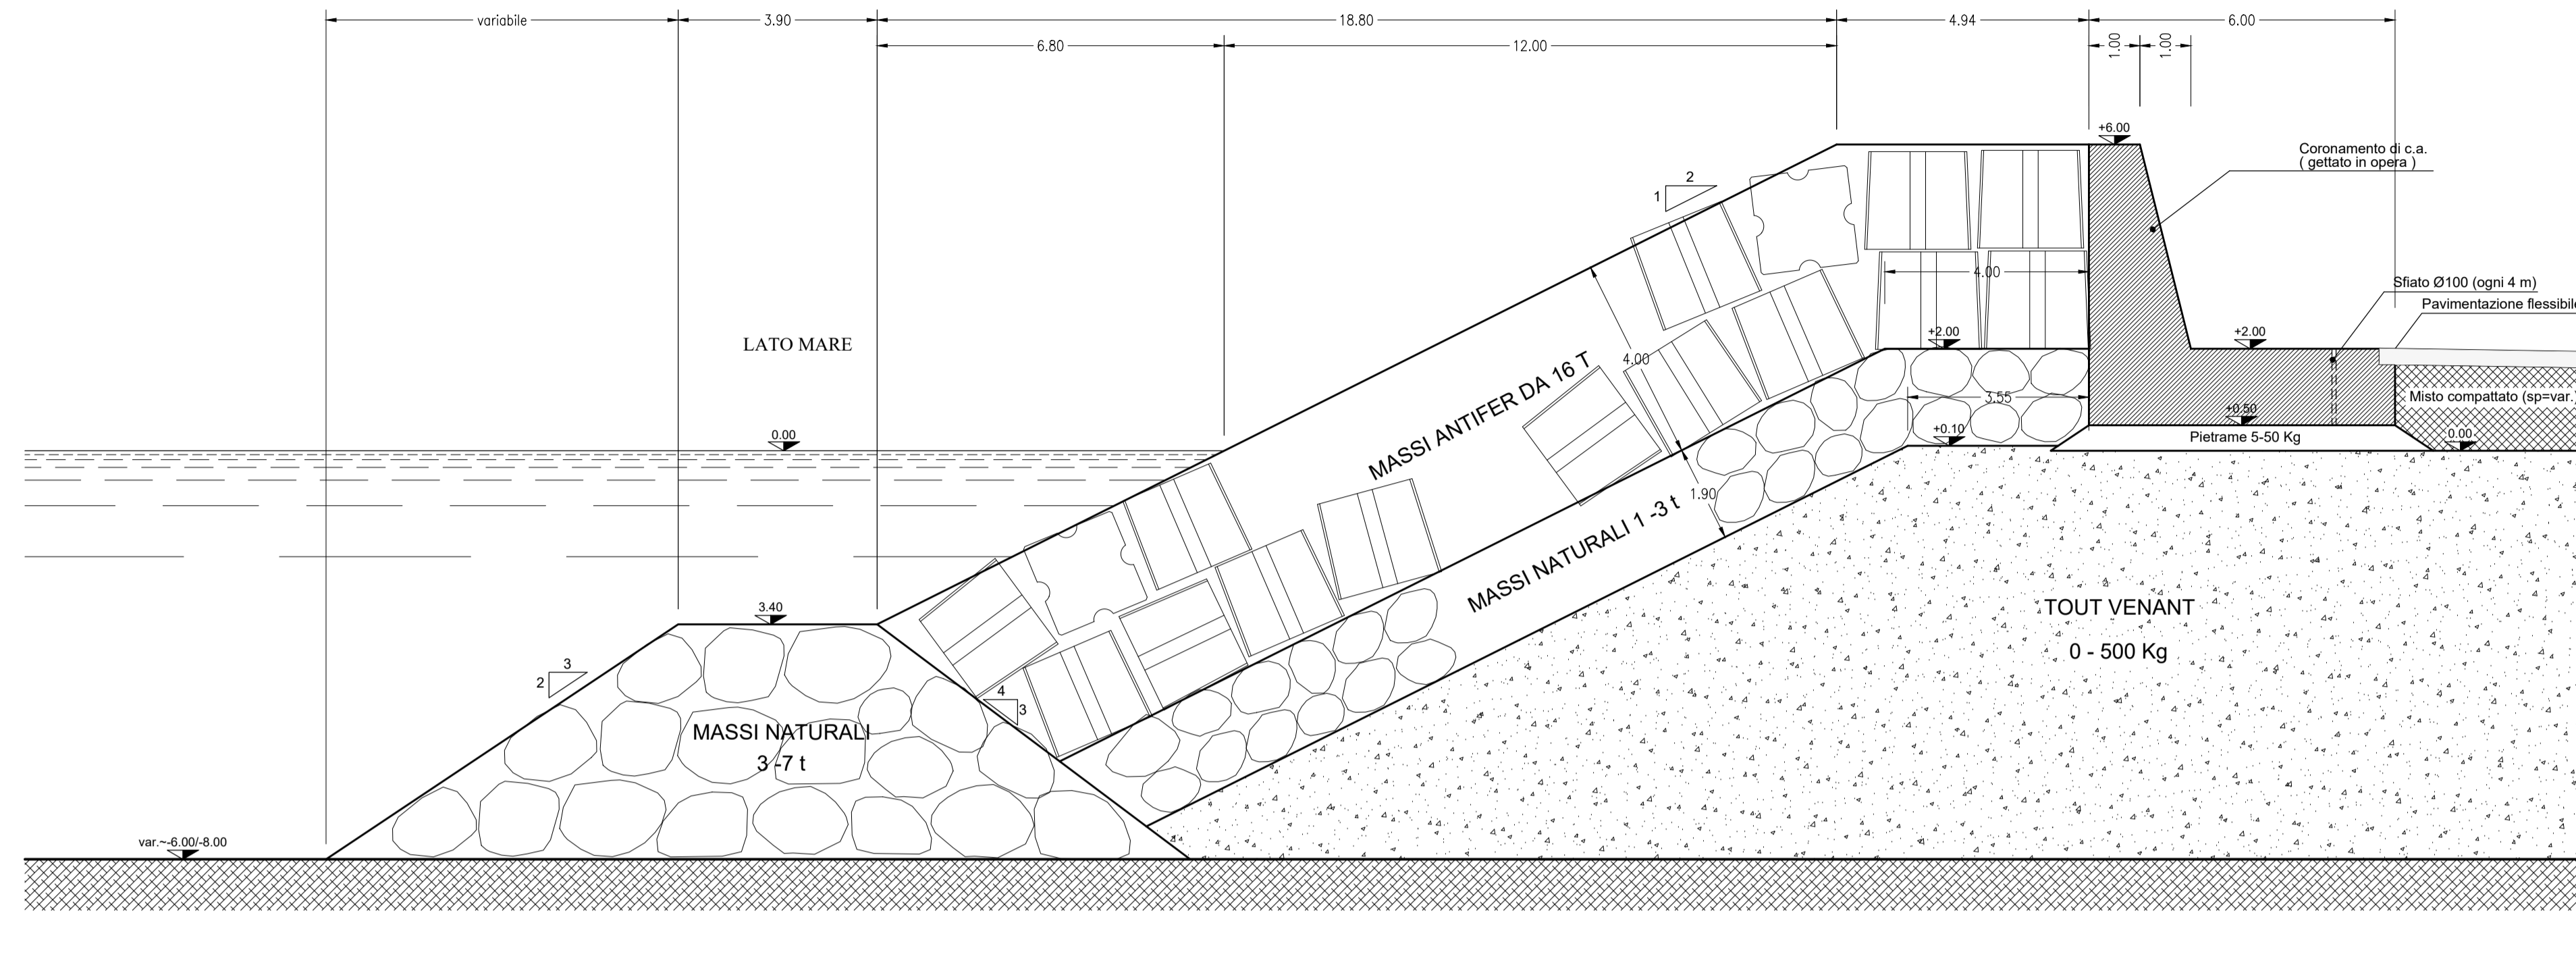 variabile
3.90
18.80
4.94
6.00
6.80
12.00
1.00
1.00
+6.00
Coronamento di c.a.
( gettato in opera )
2
1
Sfiato Ø100 (ogni 4 m)
Pavimentazione flessibile
4.00
+2.00
+2.00
LATO MARE
4.00
MASSI ANTIFER DA 16 T
3.55
Misto compattato (sp=var.)
+0.50
+0.10
Pietrame 5-50 Kg
0.00
0.00
1.90
MASSI NATURALI 1 -3 t
3.40
TOUT VENANT
0 - 500 Kg
3
2
4
3
MASSI NATURALI
3 -7 t
var.~-6.00/-8.00